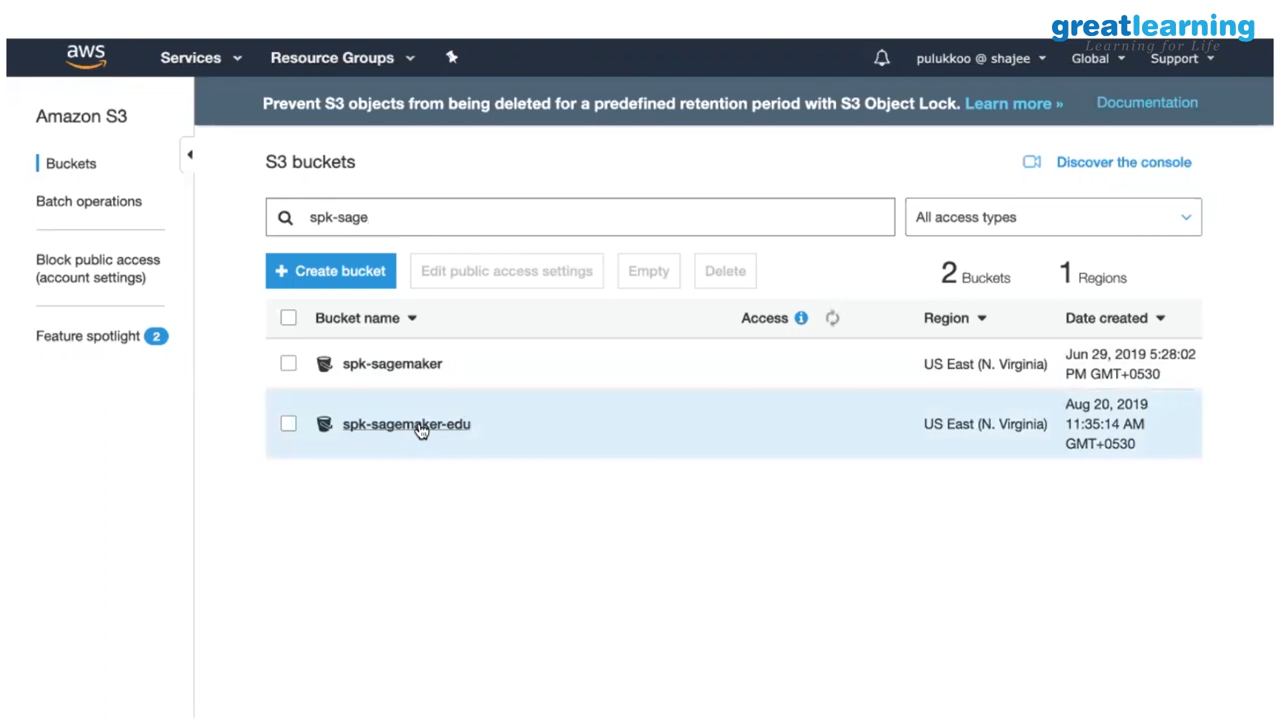 greatlearning
Learning for Life
aws
Services
Resource Groups
pulukkoo @ shajee
Global
Support
Amazon S3
Buckets
Batch operations
Block public access
(account settings)
Feature spotlight 2
Prevent S3 objects from being deleted for a predefined retention period with S3 Object Lock. Learn more »
Documentation
S3 buckets
Discover the console
spk-sage
All access types
+ Create bucket
Edit public access settings
Empty
Delete
2 Buckets
1 Regions
Bucket name
Access
Region
Date created
spk-sagemaker
US East (N. Virginia)
Jun 29, 2019 5:28:02
PM GMT+0530
spk-sagemaker-edu
US East (N. Virginia)
Aug 20, 2019
11:35:14 AM
GMT+0530